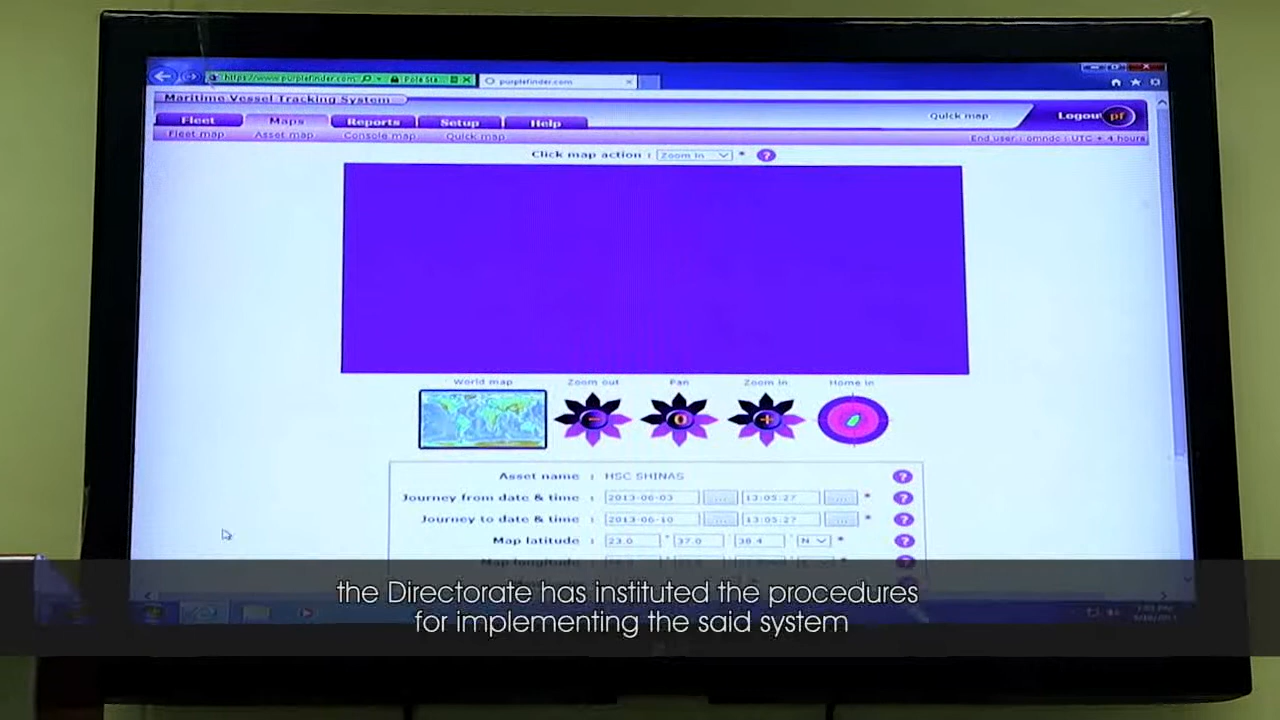 https://www.purplefinder.com
Pole Sta...
purplefinder.com
Maritime Vessel Tracking System
Fleet Maps Reports Setup Help
Quick map
Logout pf
Fleet map Asset map Console map Quick map
End user : omndc : UTC + 4 hours
Click map action : Zoom In * ?
World map Zoom out Pan Zoom in Home in
Asset name : HSC SHINAS ?
Journey from date & time : 2013-06-03 ... 13:05:27 ... * ?
Journey to date & time : 2013-06-10 ... 13:05:27 ... * ?
Map latitude : 23.0 ° 37.0 ' 38.4 " N * ?
Map longitude :
the Directorate has instituted the procedures
for implementing the said system